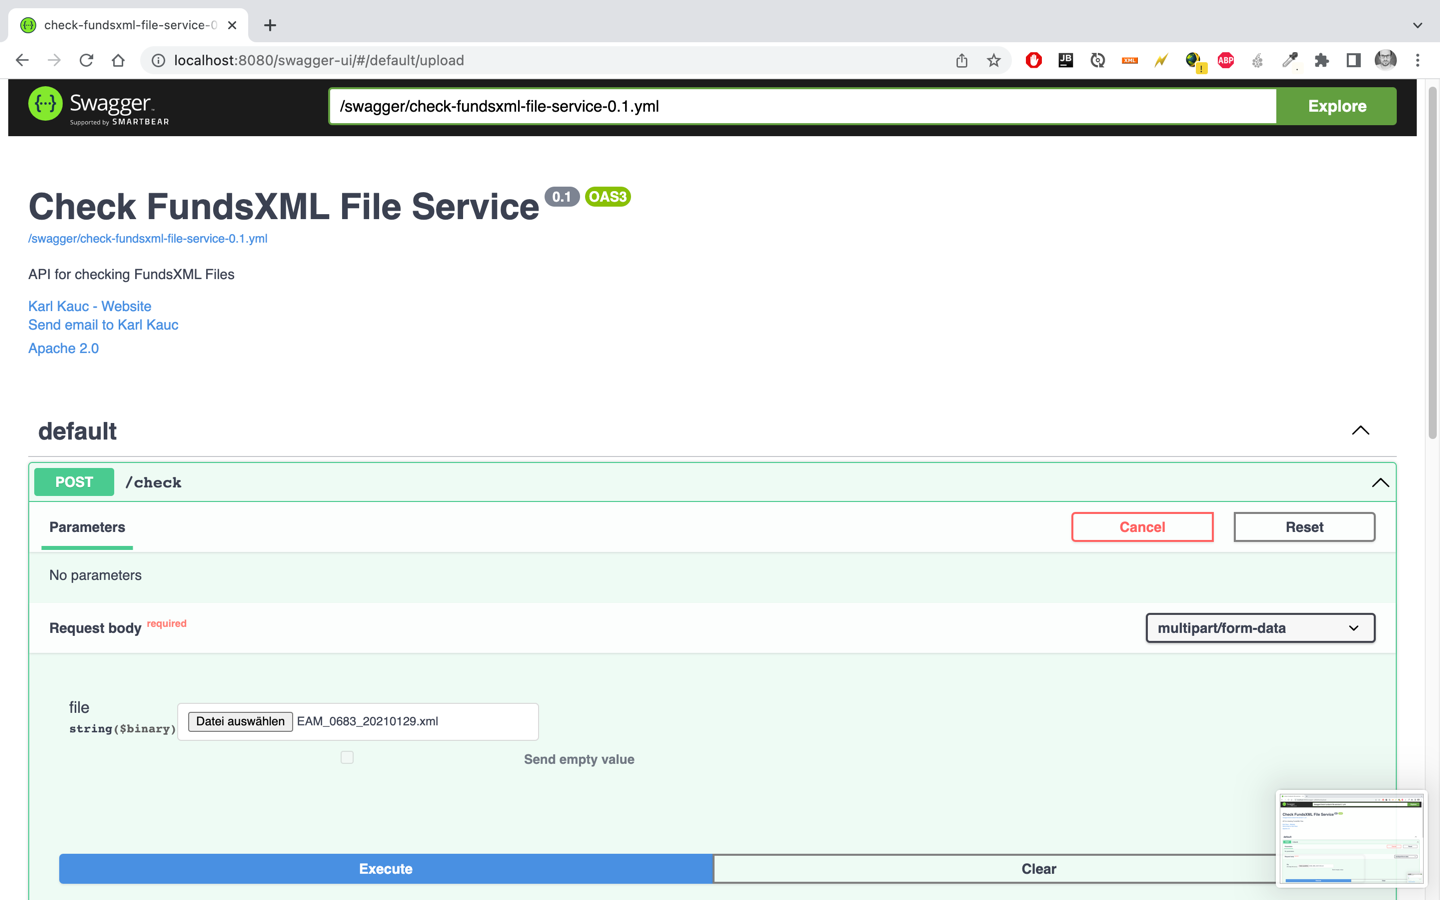 check-fundsxml-file-service-0
localhost:8080/swagger-ui/#/default/upload
JB
XML
ABP
Swagger
Supported by SMARTBEAR
/swagger/check-fundsxml-file-service-0.1.yml
Explore
Check FundsXML File Service 0.1 OAS3
/swagger/check-fundsxml-file-service-0.1.yml
API for checking FundsXML Files
Karl Kauc - Website
Send email to Karl Kauc
Apache 2.0
default
POST /check
Parameters
Cancel
Reset
No parameters
Request body required
multipart/form-data
file
string($binary)
Datei auswählen EAM_0683_20210129.xml
Send empty value
Execute
Clear